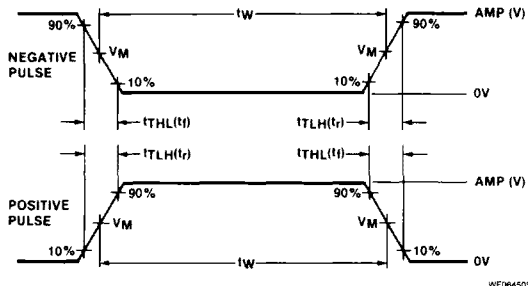 tW
AMP (V)
90%
90%
NEGATIVE
PULSE
VM
VM
10%
10%
0V
tTHL(tf)
tTLH(tr)
tTLH(tr)
tTHL(tf)
AMP (V)
90%
90%
POSITIVE
PULSE
VM
VM
10%
10%
tW
0V